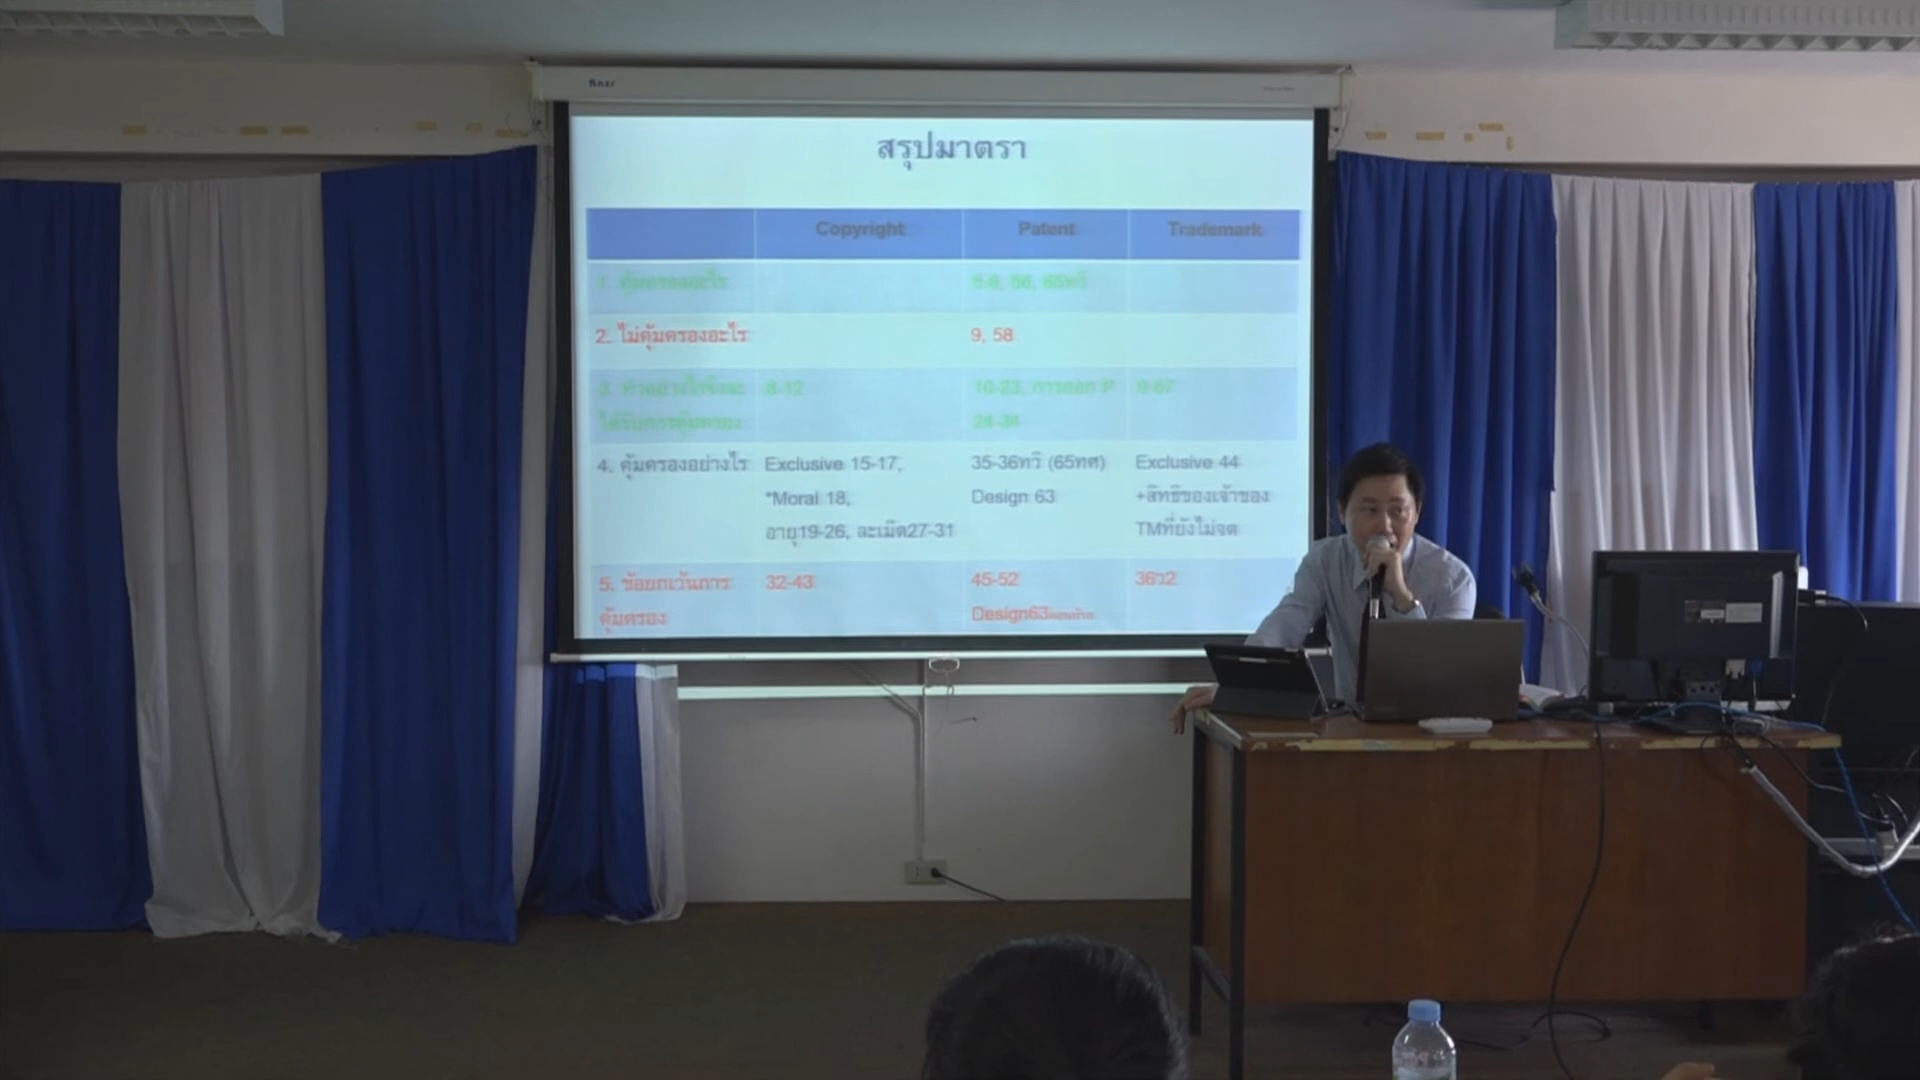 สรุปมาตรา
Copyright Patent Trademark
1. คุ้มครองอะไร 5-8, 56, 65ทวิ
2. ไม่คุ้มครองอะไร 9, 58
3. ทำอย่างไรจึงจะ 8-12 10-23, การออก P 9-67
ได้รับการคุ้มครอง 24-34
4. คุ้มครองอย่างไร Exclusive 15-17, 35-36ทวิ (65ทศ) Exclusive 44
*Moral 18, Design 63 +สิทธิของเจ้าของ
อายุ19-26, ละเมิด27-31 TMที่ยังไม่จด
5. ข้อยกเว้นการ 32-43 45-52 36ว2
คุ้มครอง Design63